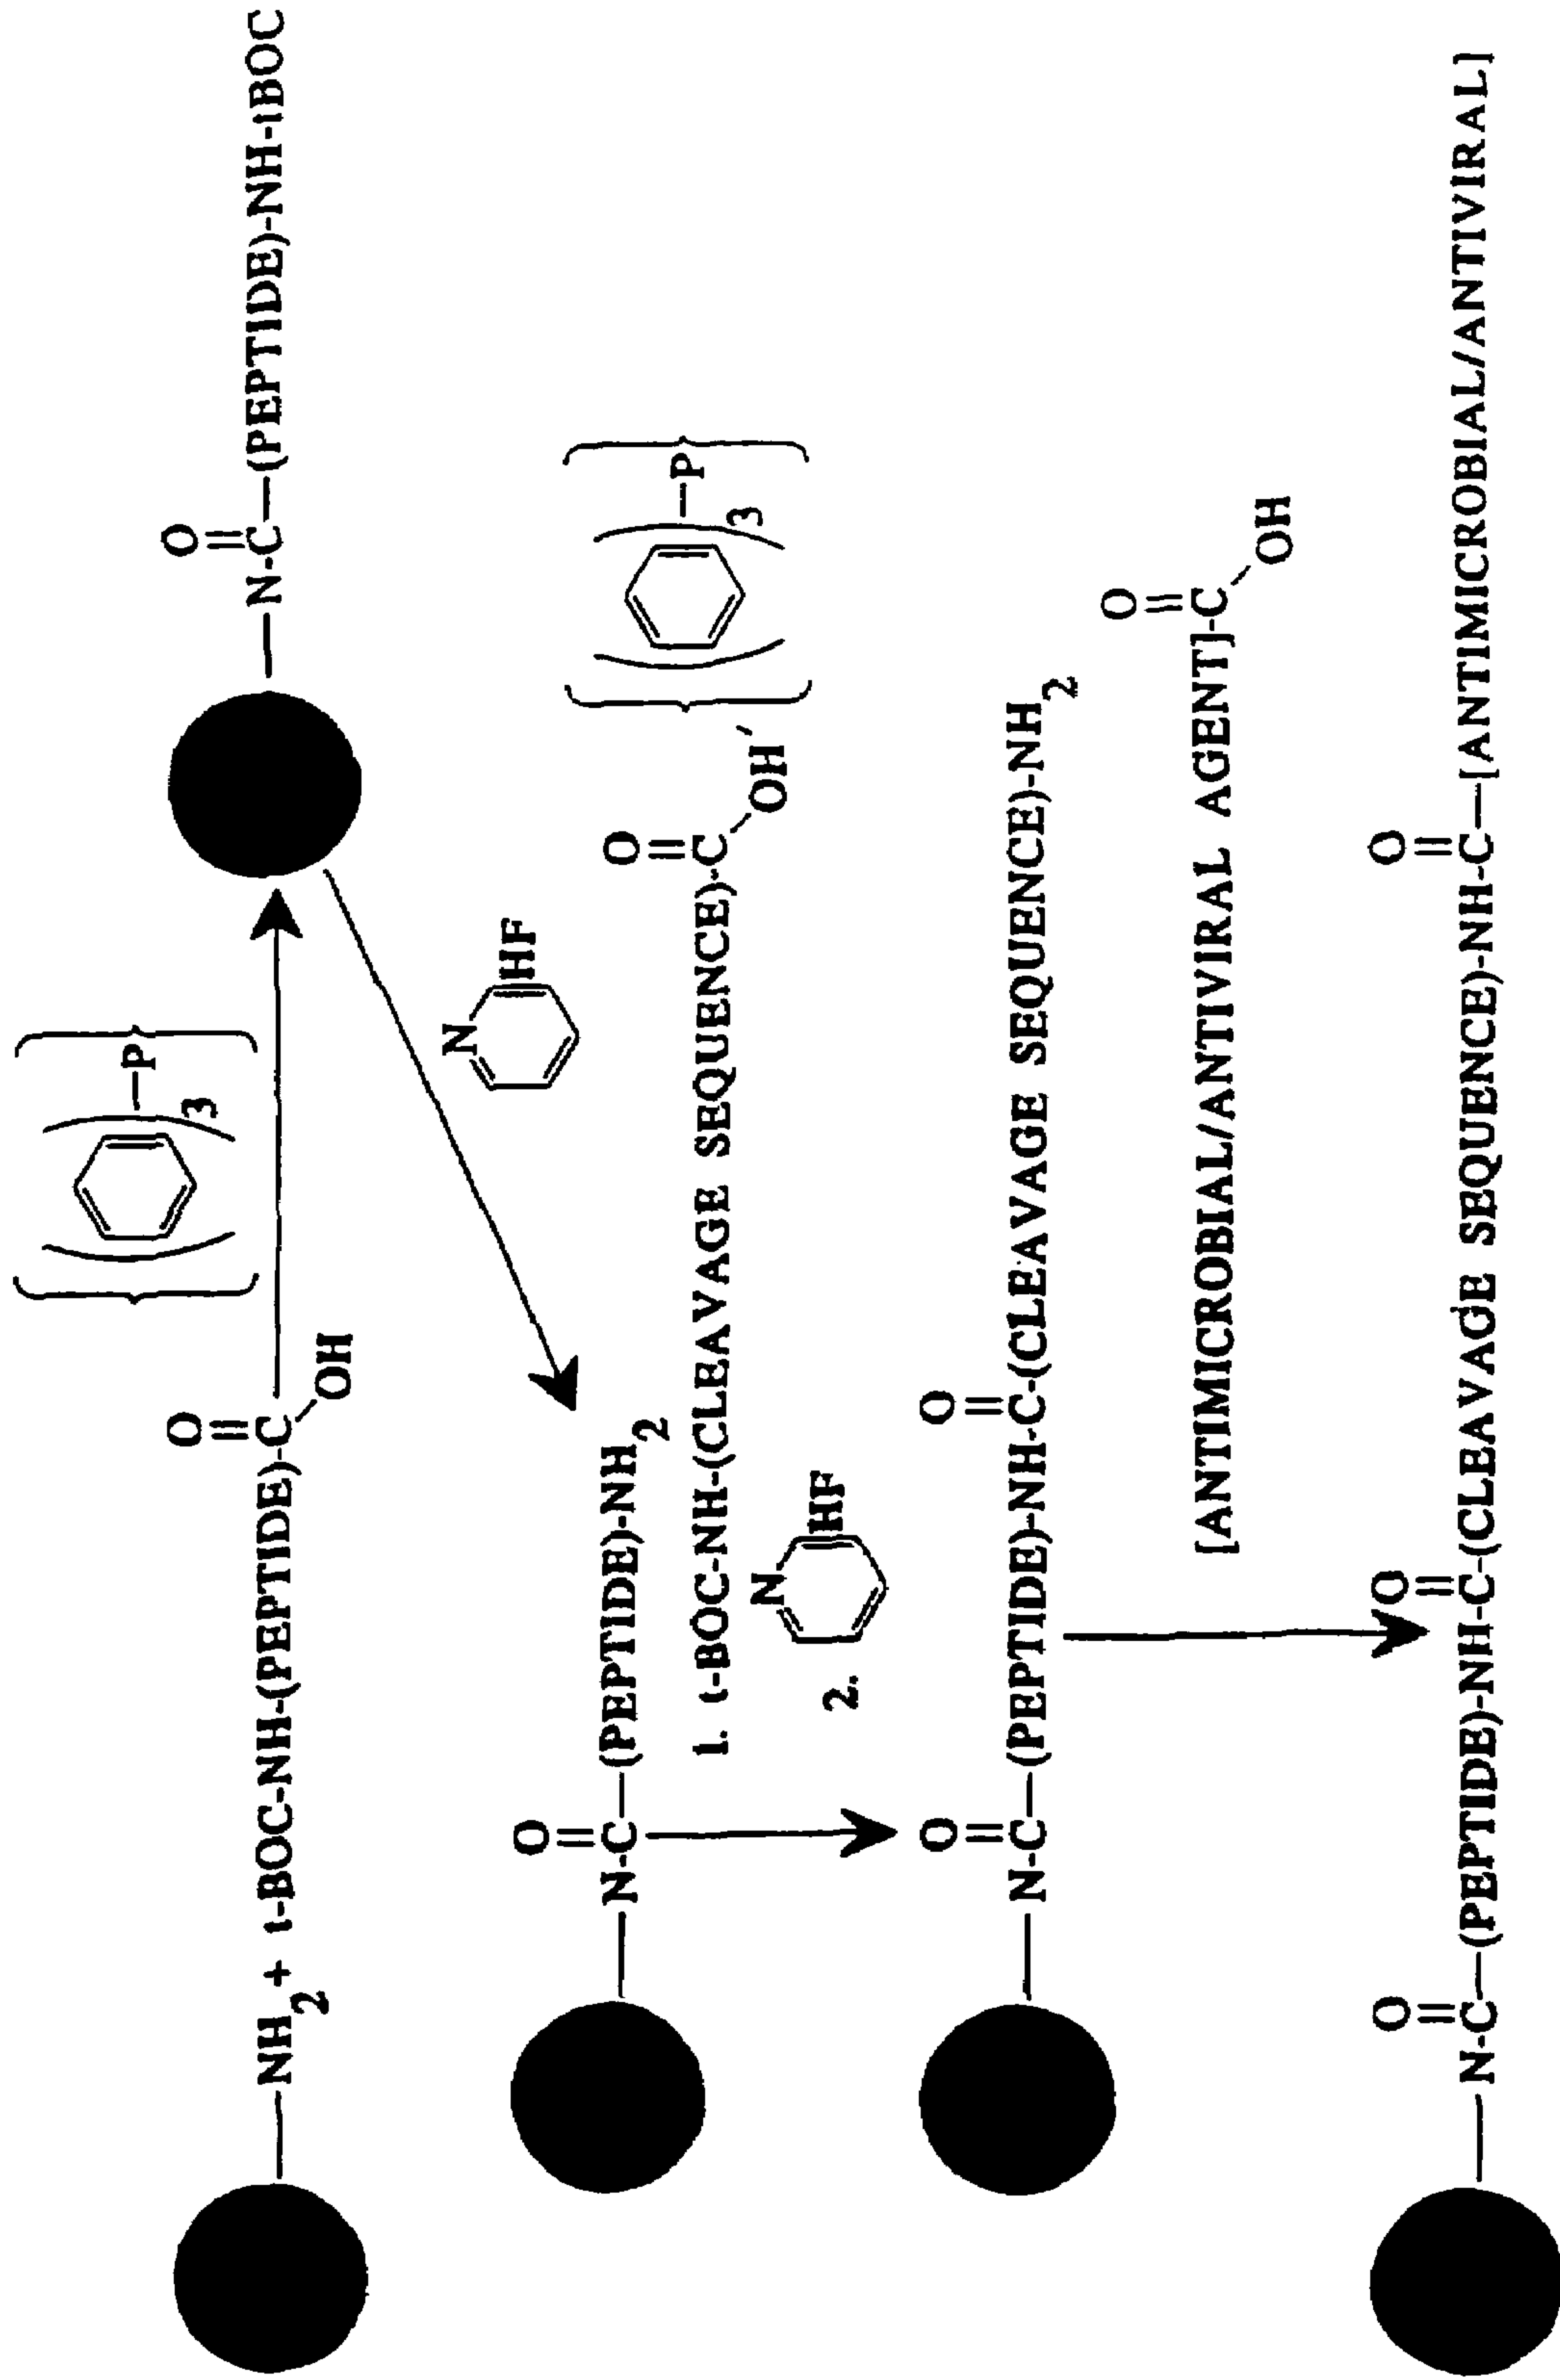 ( )3 -P
O
NH2 + t-BOC-NH-(PEPTIDE)-C
OH
O
N-C-(PEPTIDE)-NH-tBOC
N
HF
O
N-C-(PEPTIDE)-NH2
1. t-BOC-NH-(CLEAVAGE SEQUENCE)-C
O
OH,
( )3 -P
2.
N
HF
O
O
N-C-(PEPTIDE)-NH-C-(CLEAVAGE SEQUENCE)-NH2
[ANTIMICROBIAL/ANTIVIRAL AGENT]-C
O
OH
O
O
O
N-C-(PEPTIDE)-NH-C-(CLEAVAGE SEQUENCE)-NH-C-[ANTIMICROBIAL/ANTIVIRAL]